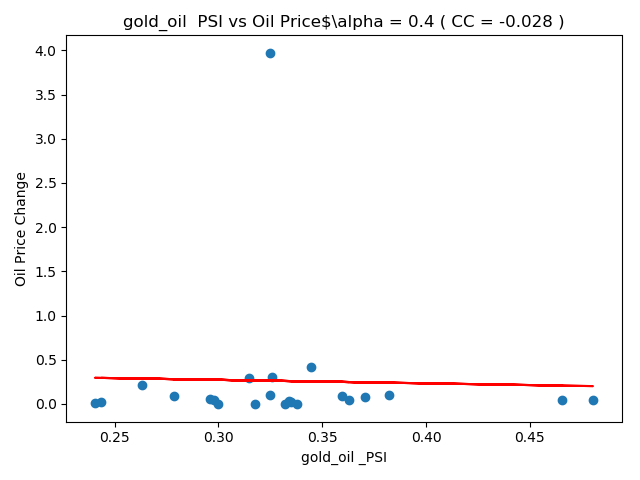 gold_oil  PSI vs Oil Price$\alpha = 0.4 ( CC = -0.028 )
4.0
3.5
3.0
2.5
2.0
1.5
1.0
0.5
0.0
Oil Price Change
0.25 0.30 0.35 0.40 0.45
gold_oil _PSI